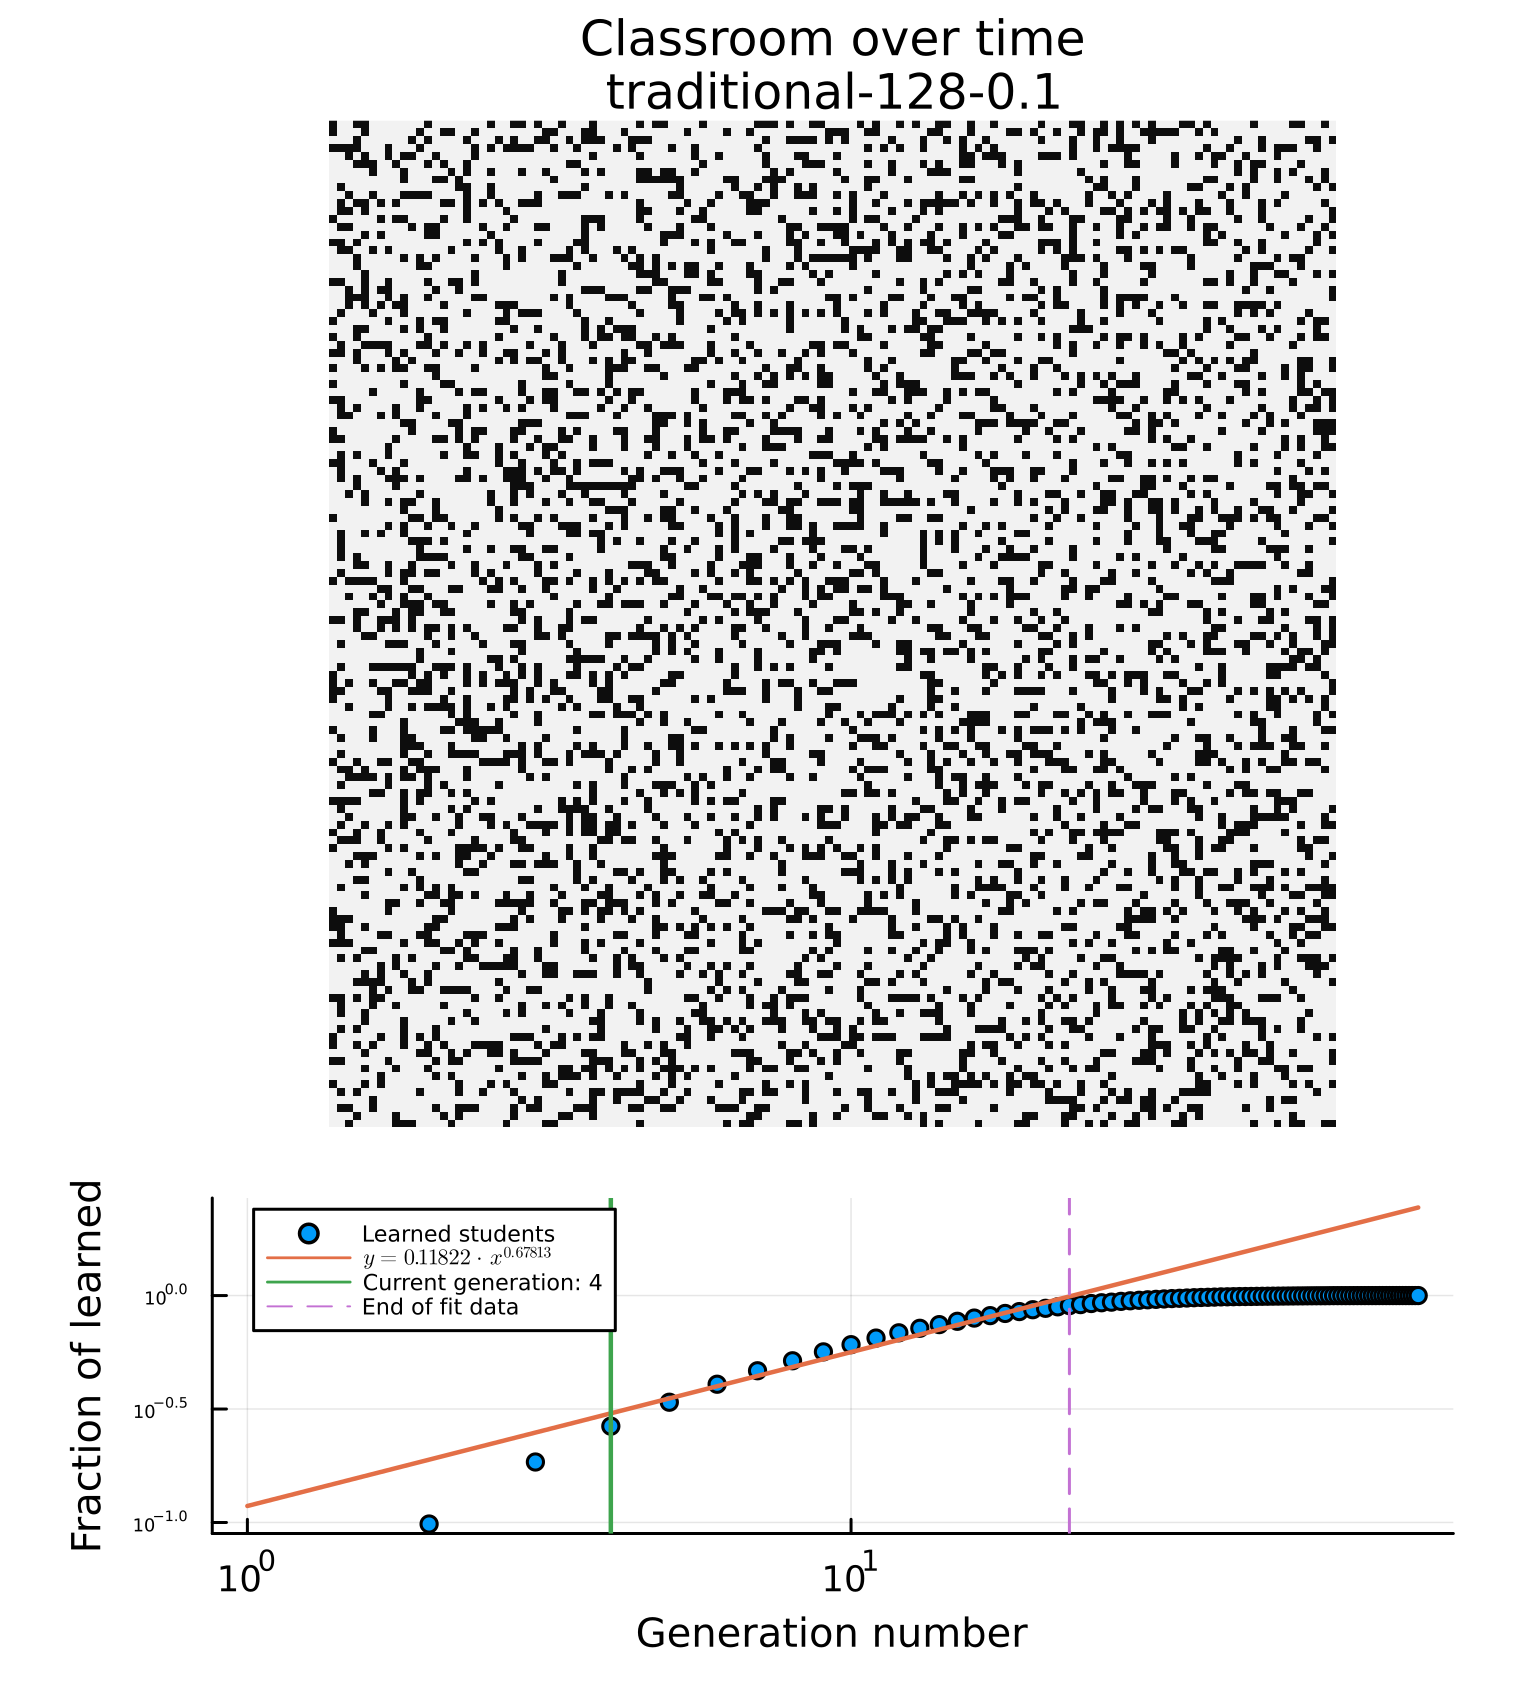 Classroom over time
traditional-128-0.1
Fraction of learned
Learned students
y = 0.11822 · x^0.67813
Current generation: 4
End of fit data
10^0.0
10^−0.5
10^−1.0
10^0
10^1
Generation number